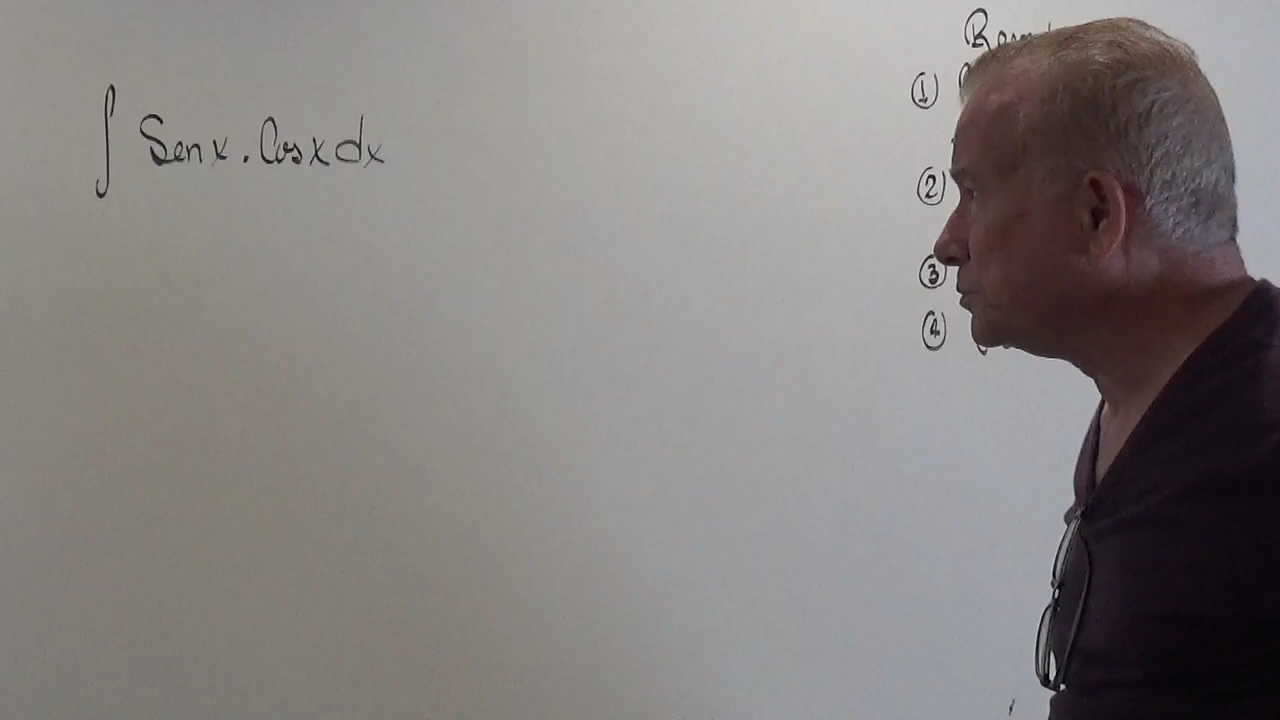 ∫ Sen x . Cos x dx
①
②
③
④